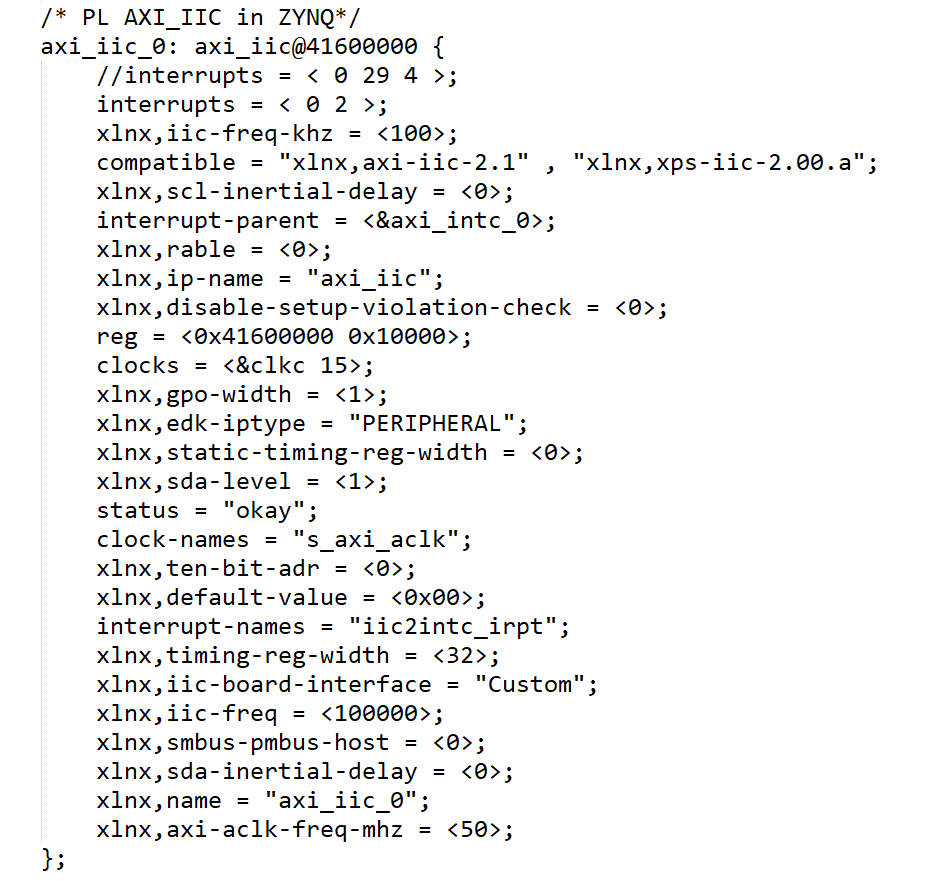 /* PL AXI_IIC in ZYNQ*/
axi_iic_0: axi_iic@41600000 {
    //interrupts = < 0 29 4 >;
    interrupts = < 0 2 >;
    xlnx,iic-freq-khz = <100>;
    compatible = "xlnx,axi-iic-2.1" , "xlnx,xps-iic-2.00.a";
    xlnx,scl-inertial-delay = <0>;
    interrupt-parent = <&axi_intc_0>;
    xlnx,rable = <0>;
    xlnx,ip-name = "axi_iic";
    xlnx,disable-setup-violation-check = <0>;
    reg = <0x41600000 0x10000>;
    clocks = <&clkc 15>;
    xlnx,gpo-width = <1>;
    xlnx,edk-iptype = "PERIPHERAL";
    xlnx,static-timing-reg-width = <0>;
    xlnx,sda-level = <1>;
    status = "okay";
    clock-names = "s_axi_aclk";
    xlnx,ten-bit-adr = <0>;
    xlnx,default-value = <0x00>;
    interrupt-names = "iic2intc_irpt";
    xlnx,timing-reg-width = <32>;
    xlnx,iic-board-interface = "Custom";
    xlnx,iic-freq = <100000>;
    xlnx,smbus-pmbus-host = <0>;
    xlnx,sda-inertial-delay = <0>;
    xlnx,name = "axi_iic_0";
    xlnx,axi-aclk-freq-mhz = <50>;
};